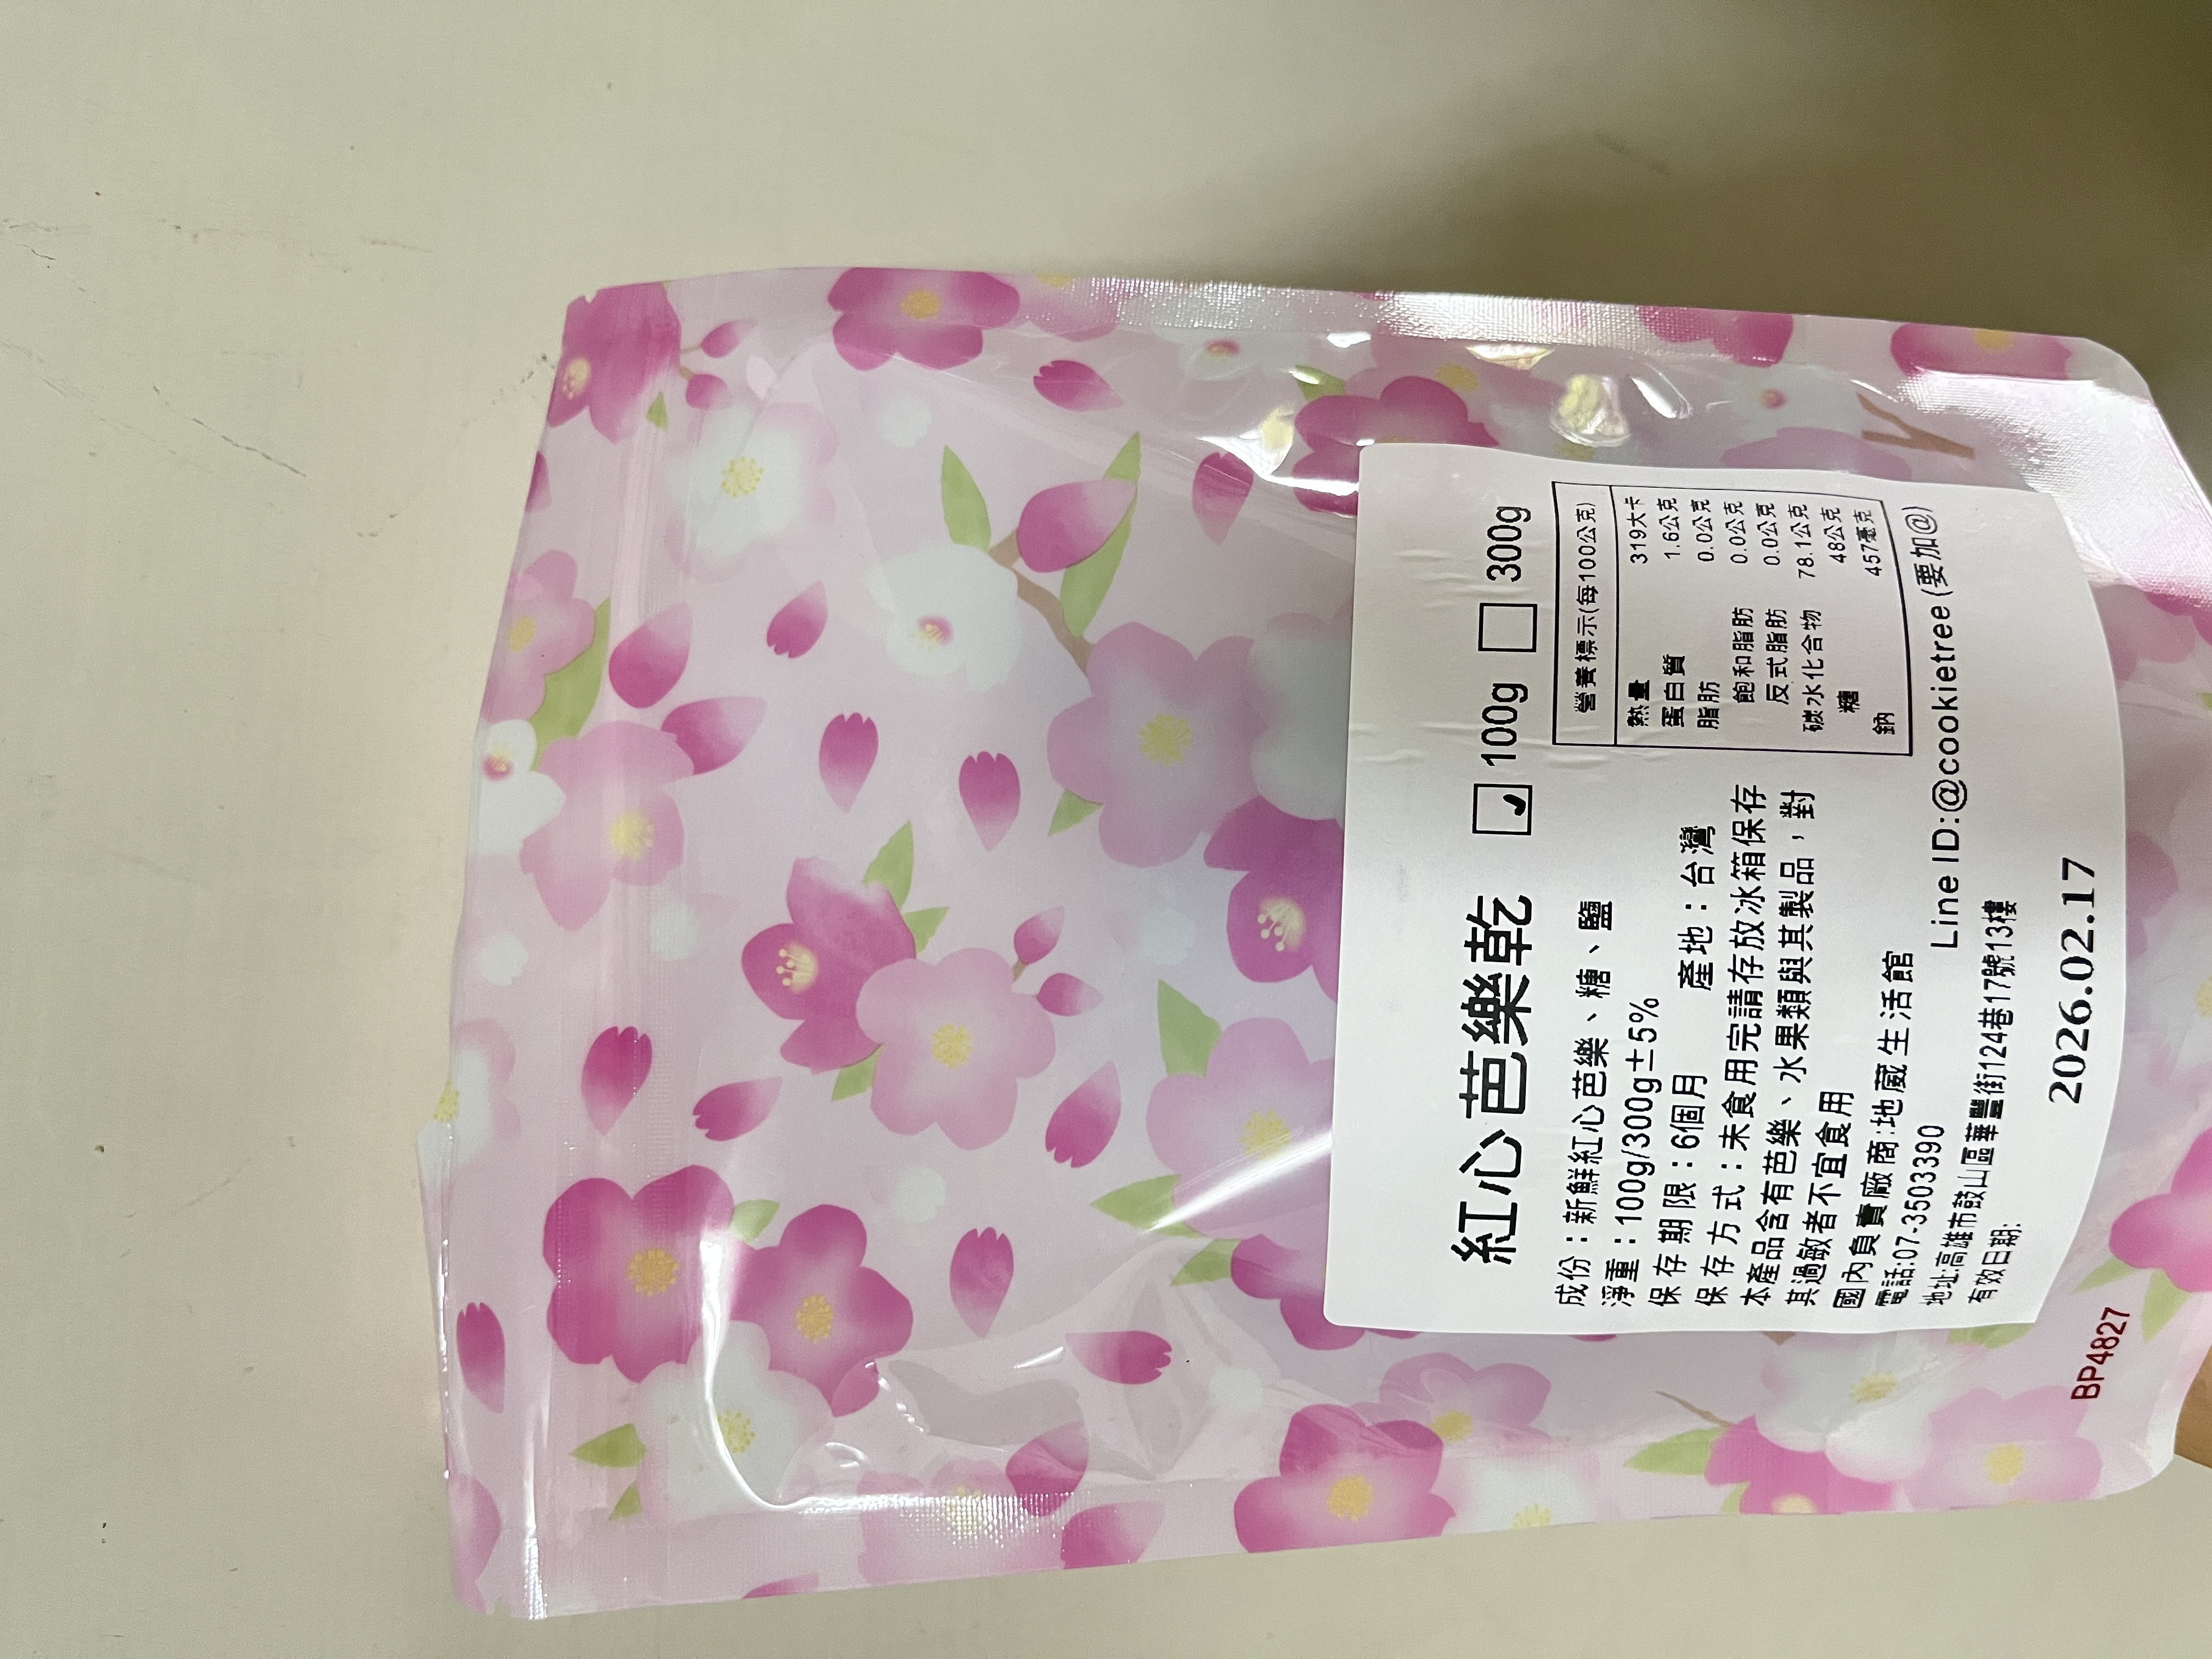 紅心芭樂乾 ☑ 100g ☐ 300g
成份：新鮮紅心芭樂、糖、鹽
淨重：100g/300g±5%
保存期限：6個月 產地：台灣
保存方式：未食用完請存放冰箱保存
本產品含有芭樂、水果類與其製品，對
其過敏者不宜食用
國內負責廠商:地葳生活館
電話:07-3503390 Line ID:@cookietree (要加@)
地址:高雄市鼓山區華豐街124巷17號13樓
有效日期:
2026.02.17
營養標示(每100公克)
熱量 319大卡
蛋白質 1.6公克
脂肪 0.0公克
飽和脂肪 0.0公克
反式脂肪 0.0公克
碳水化合物 78.1公克
糖 48公克
鈉 457毫克
BP4827